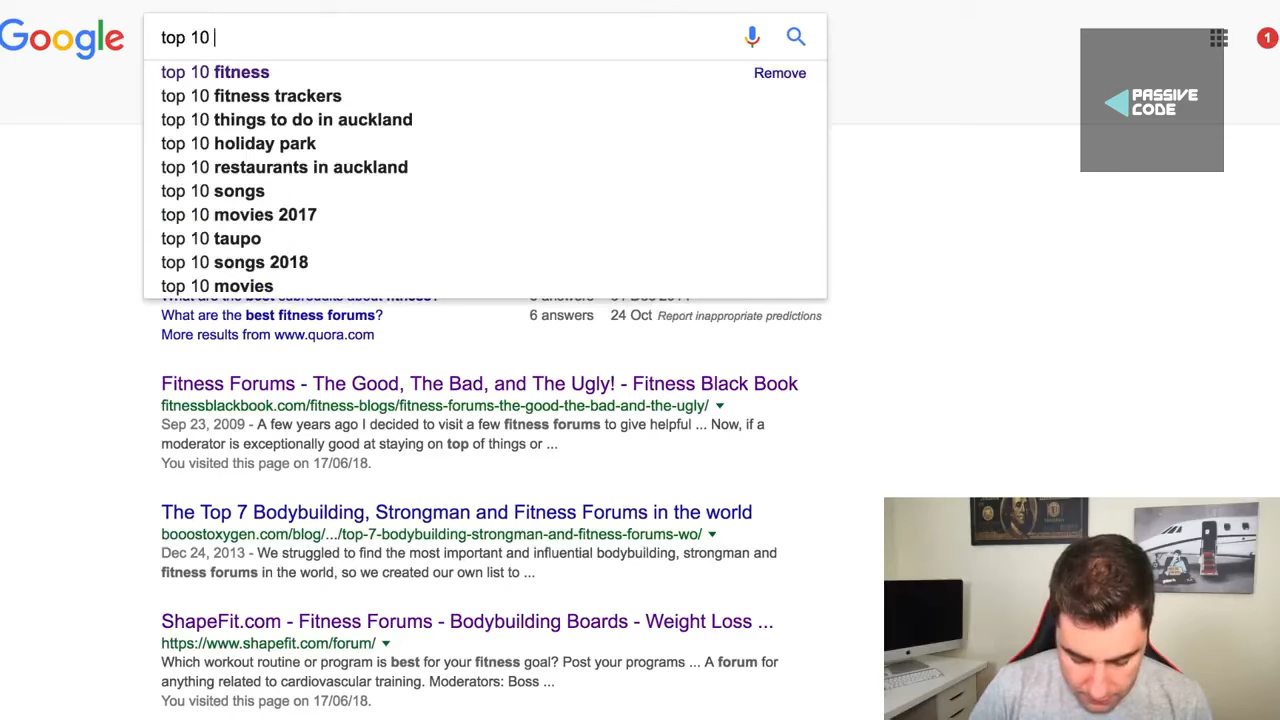 Google
top 10
top 10 fitness
Remove
top 10 fitness trackers
top 10 things to do in auckland
top 10 holiday park
top 10 restaurants in auckland
top 10 songs
top 10 movies 2017
top 10 taupo
top 10 songs 2018
top 10 movies
1
PASSIVE
CODE
What are the best fitness forums? 6 answers 24 Oct Report inappropriate predictions
More results from www.quora.com
Fitness Forums - The Good, The Bad, and The Ugly! - Fitness Black Book
fitnessblackbook.com/fitness-blogs/fitness-forums-the-good-the-bad-and-the-ugly/
Sep 23, 2009 - A few years ago I decided to visit a few fitness forums to give helpful ... Now, if a
moderator is exceptionally good at staying on top of things or ...
You visited this page on 17/06/18.
The Top 7 Bodybuilding, Strongman and Fitness Forums in the world
booostoxygen.com/blog/.../top-7-bodybuilding-strongman-and-fitness-forums-wo/
Dec 24, 2013 - We struggled to find the most important and influential bodybuilding, strongman and
fitness forums in the world, so we created our own list to ...
ShapeFit.com - Fitness Forums - Bodybuilding Boards - Weight Loss ...
https://www.shapefit.com/forum/
Which workout routine or program is best for your fitness goal? Post your programs ... A forum for
anything related to cardiovascular training. Moderators: Boss ...
You visited this page on 17/06/18.